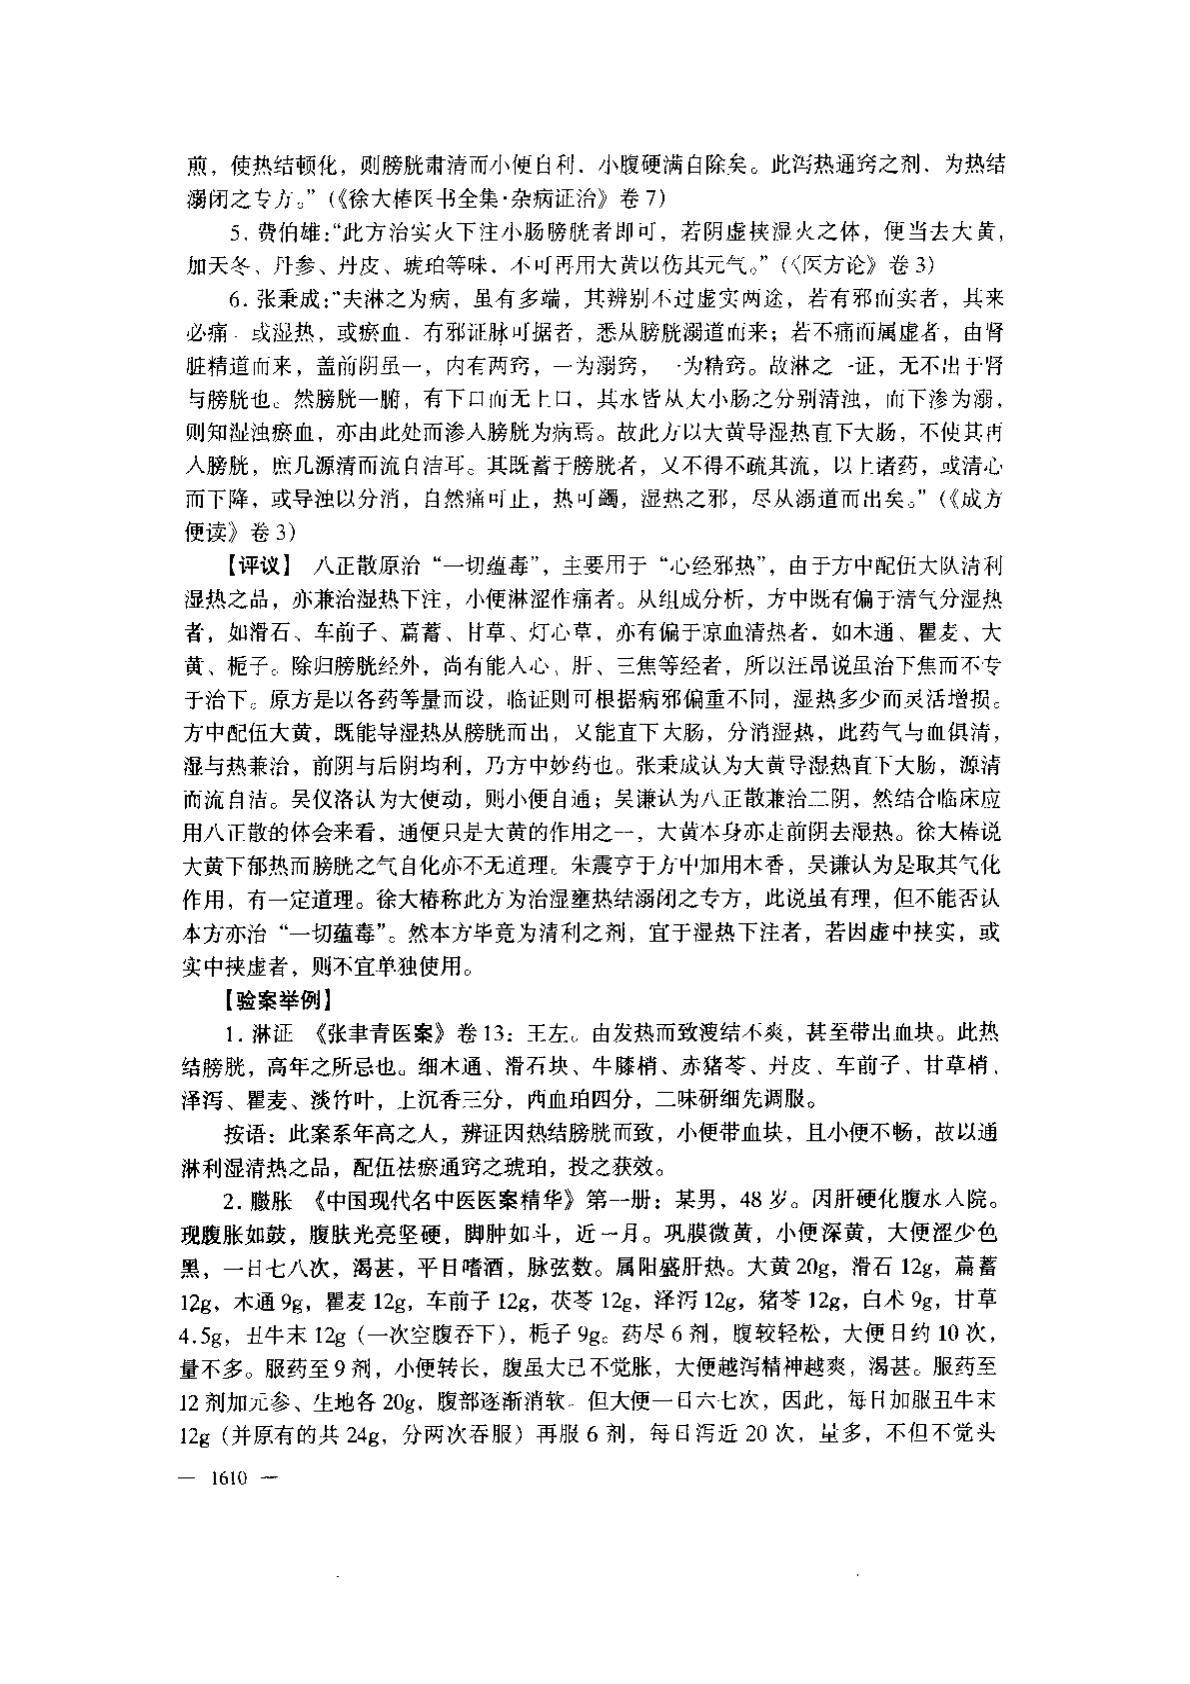 煎，使热结顿化，则膀胱肃清而小便自利．小腹硬满自除矣。此泻热通窍之剂．为热结
溺闭之专方。”(《徐大椿医书全集·杂病证治》卷 7)
5. 费伯雄:“此方治实火下注小肠膀胱者即可，若阴虚挟湿火之体，便当去大黄，
加天冬、丹参、丹皮、琥珀等味．不可再用大黄以伤其元气。”(《医方论》卷 3)
6. 张秉成:“夫淋之为病，虽有多端，其辨别不过虚实两途，若有邪而实者，其来
必痛．或湿热，或瘀血．有邪证脉可据者，悉从膀胱溺道而来；若不痛而属虚者，由肾
脏精道而来，盖前阴虽一，内有两窍，一为溺窍，一为精窍。故淋之一证，无不出于肾
与膀胱也。然膀胱一腑，有下口而无上口，其水皆从大小肠之分别清浊，而下渗为溺，
则知湿浊瘀血，亦由此处而渗入膀胱为病焉。故此方以大黄导湿热直下大肠，不使其再
入膀胱，庶几源清而流自洁耳。其既蓄于膀胱者，又不得不疏其流，以上诸药，或清心
而下降，或导浊以分消，自然痛可止，热可蠲，湿热之邪，尽从溺道而出矣。”(《成方
便读》卷 3)
【评议】 八正散原治“一切蕴毒”，主要用于“心经邪热”，由于方中配伍大队清利
湿热之品，亦兼治湿热下注，小便淋涩作痛者。从组成分析，方中既有偏于清气分湿热
者，如滑石、车前子、萹蓄、甘草、灯心草，亦有偏于凉血清热者．如木通、瞿麦、大
黄、栀子。除归膀胱经外，尚有能入心、肝、三焦等经者，所以汪昂说虽治下焦而不专
于治下。原方是以各药等量而设，临证则可根据病邪偏重不同，湿热多少而灵活增损。
方中配伍大黄，既能导湿热从膀胱而出，又能直下大肠，分消湿热，此药气与血俱清，
湿与热兼治，前阴与后阴均利，乃方中妙药也。张秉成认为大黄导湿热直下大肠，源清
而流自洁。吴仪洛认为大便动，则小便自通；吴谦认为八正散兼治二阴，然结合临床应
用八正散的体会来看，通便只是大黄的作用之一，大黄本身亦走前阴去湿热。徐大椿说
大黄下郁热而膀胱之气自化亦不无道理。朱震亨于方中加用木香，吴谦认为是取其气化
作用，有一定道理。徐大椿称此方为治湿壅热结溺闭之专方，此说虽有理，但不能否认
本方亦治“一切蕴毒”。然本方毕竟为清利之剂，宜于湿热下注者，若因虚中挟实，或
实中挟虚者，则不宜单独使用。
【验案举例】
1. 淋证 《张聿青医案》卷 13：王左。由发热而致溲结不爽，甚至带出血块。此热
结膀胱，高年之所忌也。细木通、滑石块、牛膝梢、赤猪苓、丹皮、车前子、甘草梢、
泽泻、瞿麦、淡竹叶，上沉香三分，西血珀四分，二味研细先调服。
按语：此案系年高之人，辨证因热结膀胱而致，小便带血块，且小便不畅，故以通
淋利湿清热之品，配伍祛瘀通窍之琥珀，投之获效。
2. 臌胀 《中国现代名中医医案精华》第一册：某男，48 岁。因肝硬化腹水入院。
现腹胀如鼓，腹肤光亮坚硬，脚肿如斗，近一月。巩膜微黄，小便深黄，大便涩少色
黑，一日七八次，渴甚，平日嗜酒，脉弦数。属阳盛肝热。大黄 20g，滑石 12g，萹蓄
12g，木通 9g，瞿麦 12g，车前子 12g，茯苓 12g，泽泻 12g，猪苓 12g，白术 9g，甘草
4.5g，丑牛末 12g（一次空腹吞下），栀子 9g。药尽 6 剂，腹较轻松，大便日约 10 次，
量不多。服药至 9 剂，小便转长，腹虽大已不觉胀，大便越泻精神越爽，渴甚。服药至
12 剂加元参、生地各 20g，腹部逐渐消软。但大便一日六七次，因此，每日加服丑牛末
12g（并原有的共 24g，分两次吞服）再服 6 剂，每日泻近 20 次，量多，不但不觉头
— 1610 —